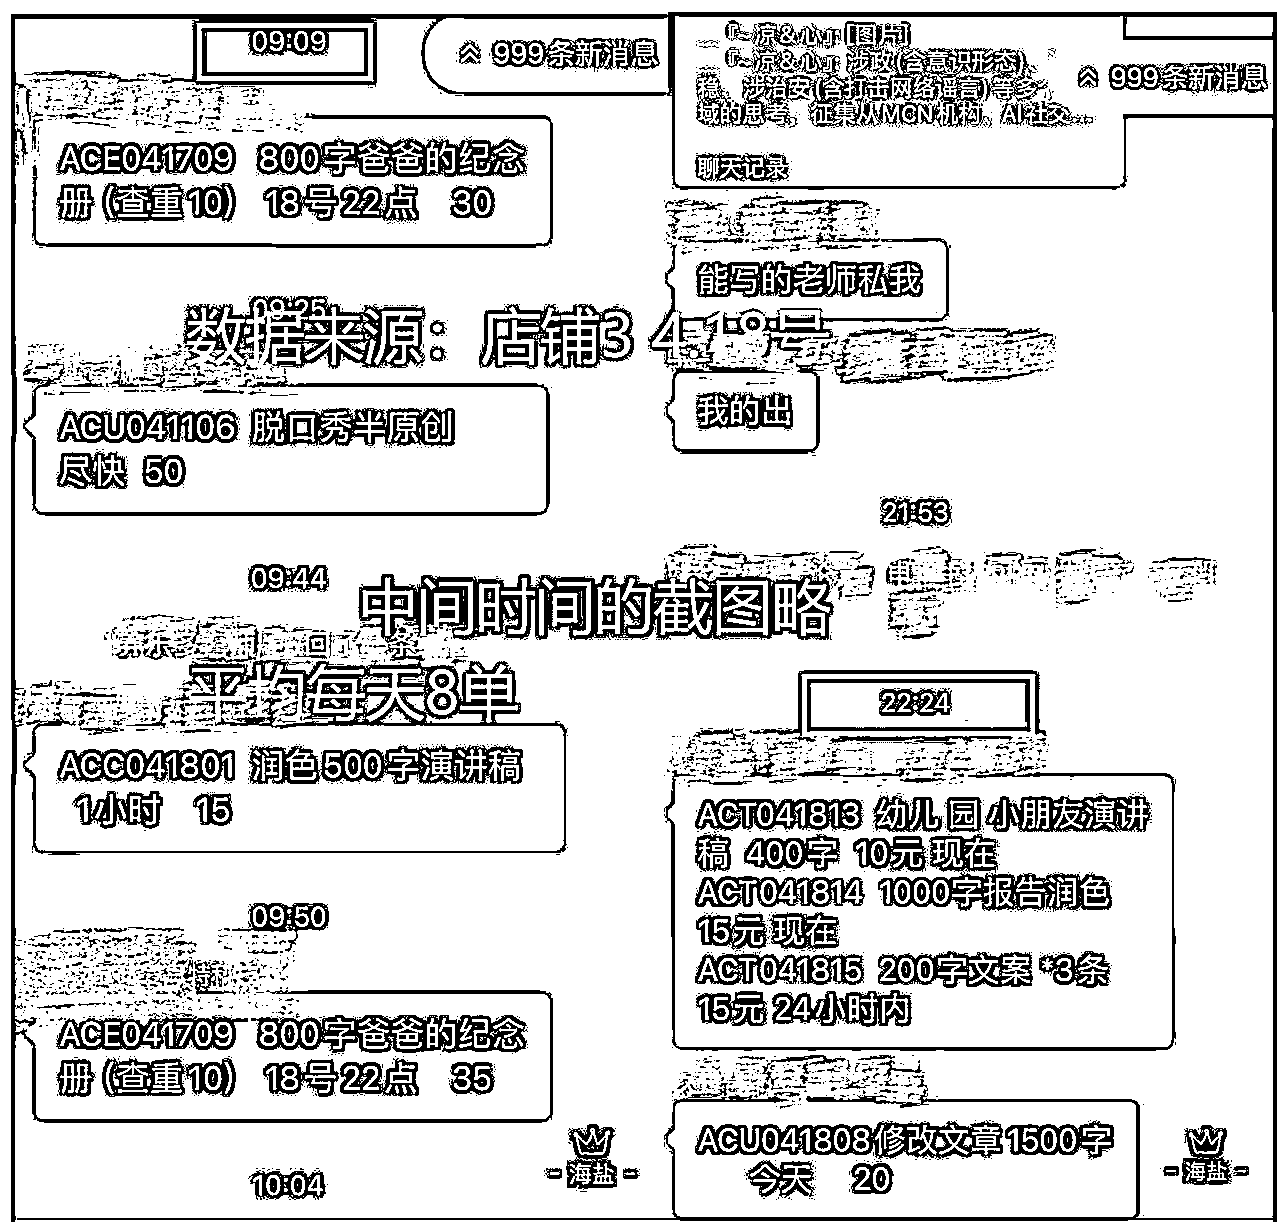 09:09
999条新消息
ACE041709 800字爸爸的纪念
册（查重10） 18号22点 30
09:25
数据来源：店铺3 4.18号
ACU041106 脱口秀半原创
尽快 50
09:44
中间时间的截图略
平均每天8单
ACC041801 润色500字演讲稿
1小时 15
09:50
ACE041709 800字爸爸的纪念
册（查重10） 18号22点 35
10:04
- 海盐 -
『~凉&心』: [图片]
『~凉&心』: 涉政(含意识形态)、
涉治安(含打击网络谣言)等多
域的思考，征集从MCN机构、AI社交...
999条新消息
聊天记录
能写的老师私我
我的出
21:53
22:24
ACT041813 幼儿 园 小朋友演讲
稿 400字 10元 现在
ACT041814 1000字报告润色
15元 现在
ACT041815 200字文案 *3条
15元 24小时内
ACU041808修改文章1500字
今天 20
- 海盐 -